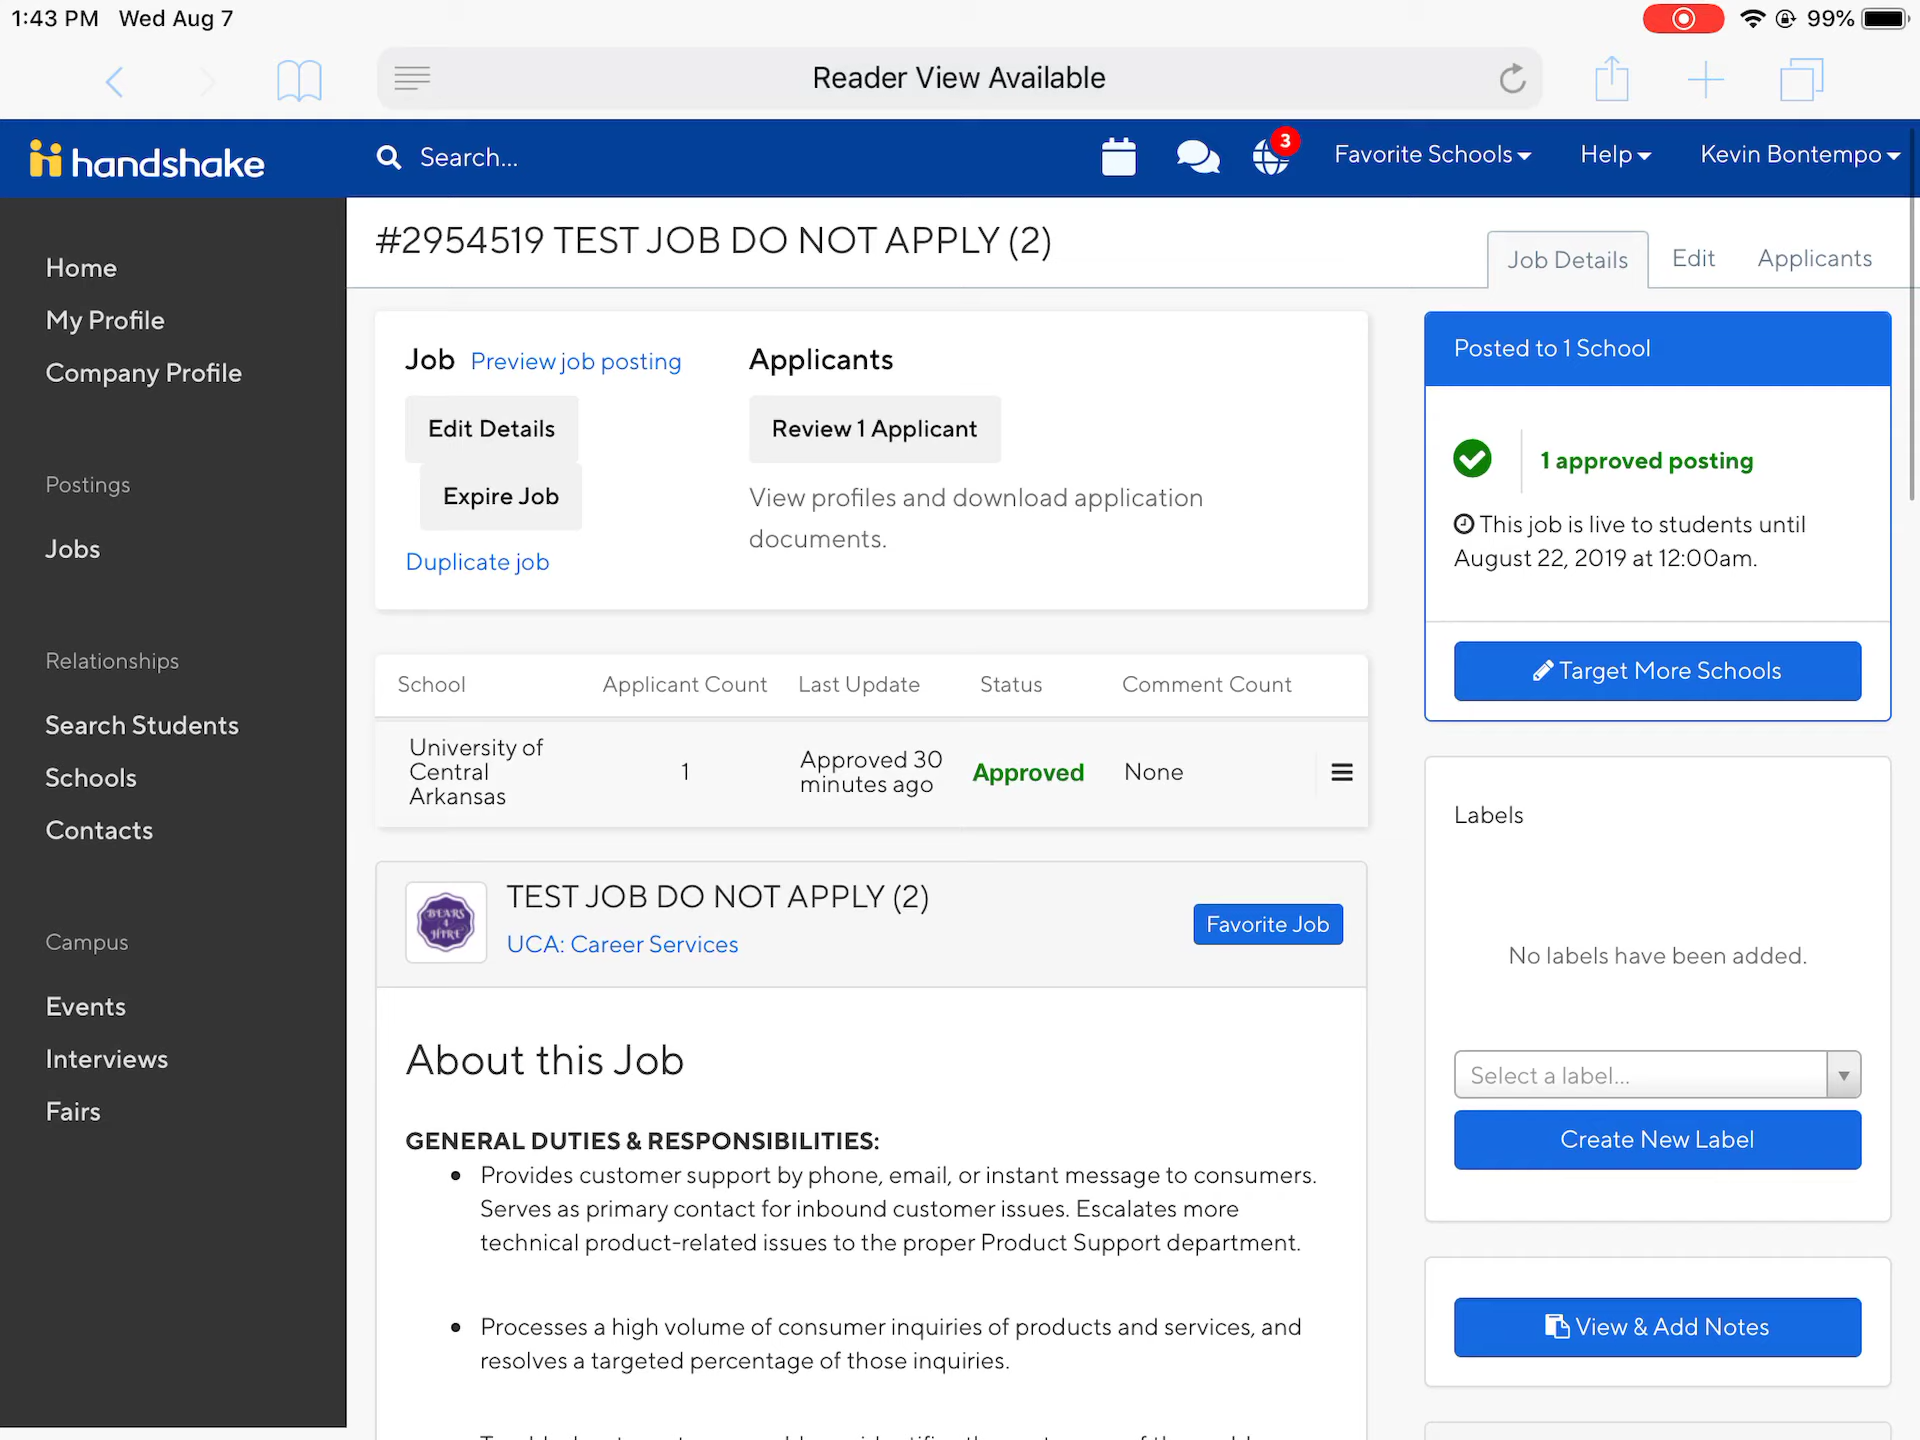 1:43 PM Wed Aug 7
99%
Reader View Available
handshake
Search...
3
Favorite Schools
Help
Kevin Bontempo
#2954519 TEST JOB DO NOT APPLY (2)
Job Details
Edit
Applicants
Home
My Profile
Company Profile
Postings
Jobs
Relationships
Search Students
Schools
Contacts
Campus
Events
Interviews
Fairs
Job Preview job posting
Edit Details
Expire Job
Duplicate job
Applicants
Review 1 Applicant
View profiles and download application
documents.
Posted to 1 School
1 approved posting
This job is live to students until
August 22, 2019 at 12:00am.
Target More Schools
School Applicant Count Last Update Status Comment Count
University of
Central
Arkansas
1
Approved 30
minutes ago
Approved
None
Labels
No labels have been added.
Select a label...
Create New Label
View & Add Notes
BEARS
4
HIRE
TEST JOB DO NOT APPLY (2)
UCA: Career Services
Favorite Job
About this Job
GENERAL DUTIES & RESPONSIBILITIES:
• Provides customer support by phone, email, or instant message to consumers.
Serves as primary contact for inbound customer issues. Escalates more
technical product-related issues to the proper Product Support department.
• Processes a high volume of consumer inquiries of products and services, and
resolves a targeted percentage of those inquiries.